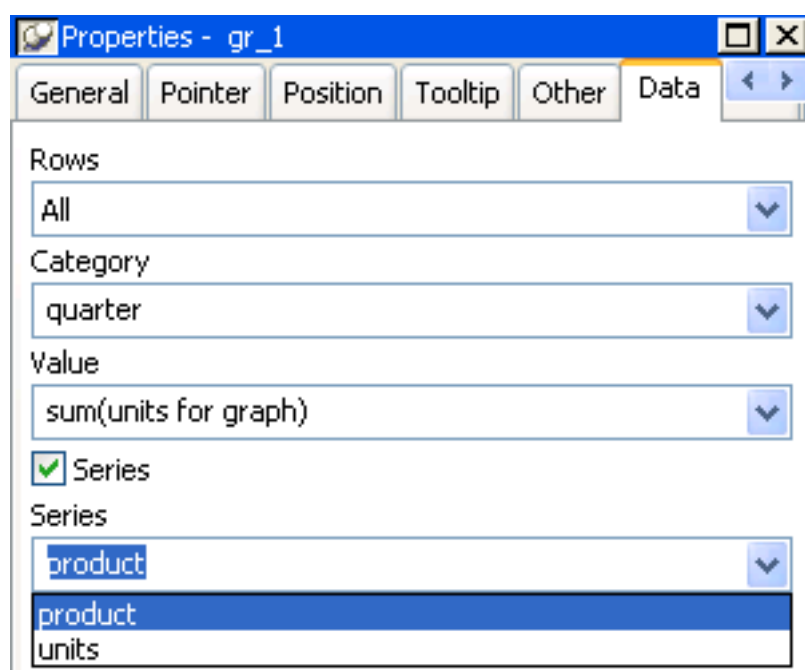 Properties - gr_1
General Pointer Position Tooltip Other Data
Rows
All
Category
quarter
Value
sum(units for graph)
Series
Series
product
product
units